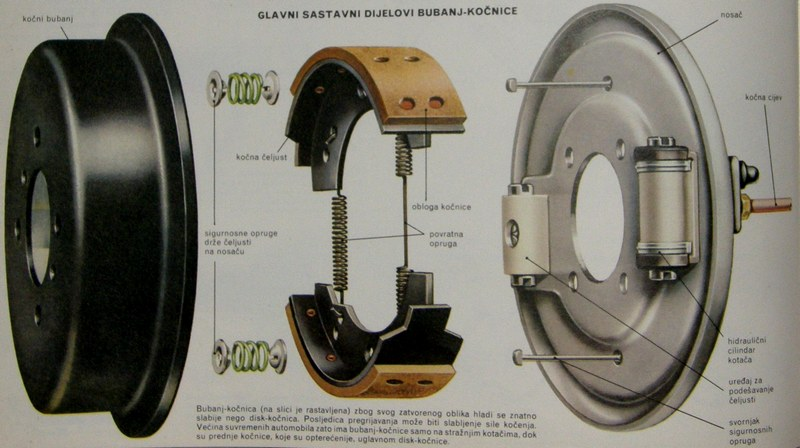 GLAVNI SASTAVNI DIJELOVI BUBANJ-KOČNICE
kočni bubanj
nosač
kočna cijev
kočna čeljust
obloga kočnice
sigurnosne opruge
drže čeljusti
na nosaču
povratna
opruga
hidraulični
cilindar
kotača
uređaj za
podešavanje
čeljusti
svornjak
sigurnosnih
opruga
Bubanj-kočnica (na slici je rastavljena) zbog svog zatvorenog oblika hladi se znatno
slabije nego disk-kočnica. Posljedica pregrijavanja može biti slabljenje sile kočenja.
Većina suvremenih automobila zato ima bubanj-kočnice samo na stražnjim kotačima, dok
su prednje kočnice, koje su opterećenije, uglavnom disk-kočnice.